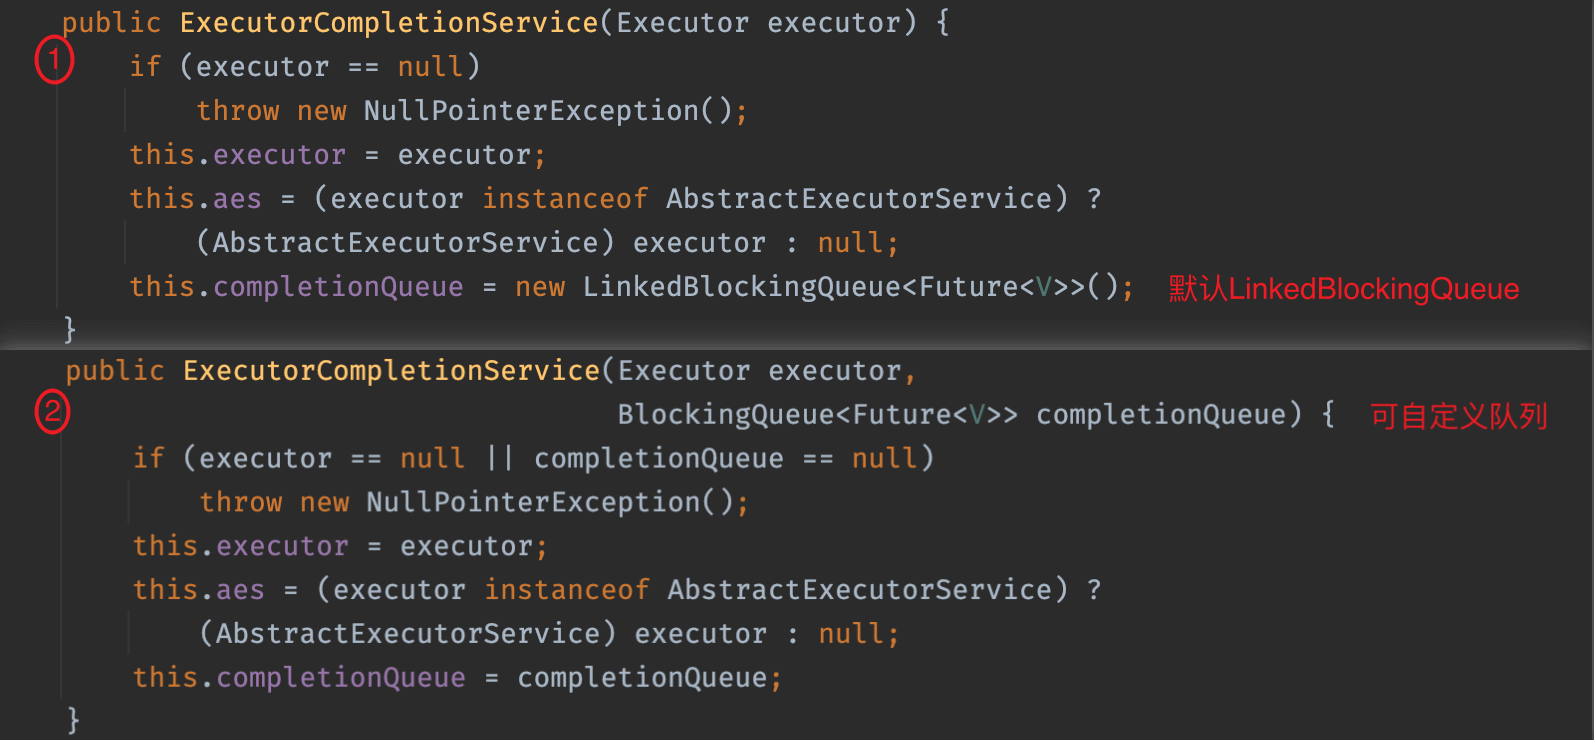 public ExecutorCompletionService(Executor executor) {
1
if (executor == null)
throw new NullPointerException();
this.executor = executor;
this.aes = (executor instanceof AbstractExecutorService) ?
(AbstractExecutorService) executor : null;
this.completionQueue = new LinkedBlockingQueue<Future<V>>(); 默认LinkedBlockingQueue
}
public ExecutorCompletionService(Executor executor,
2
BlockingQueue<Future<V>> completionQueue) { 可自定义队列
if (executor == null || completionQueue == null)
throw new NullPointerException();
this.executor = executor;
this.aes = (executor instanceof AbstractExecutorService) ?
(AbstractExecutorService) executor : null;
this.completionQueue = completionQueue;
}